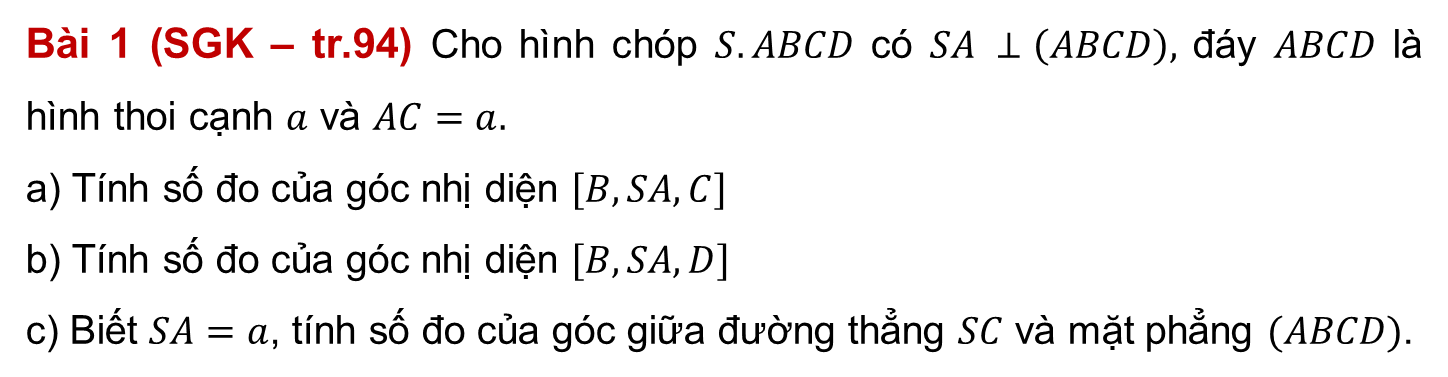 Bài 1 (SGK – tr.94) Cho hình chóp S.ABCD có SA ⊥ (ABCD), đáy ABCD là
hình thoi cạnh a và AC = a.
a) Tính số đo của góc nhị diện [B, SA, C]
b) Tính số đo của góc nhị diện [B, SA, D]
c) Biết SA = a, tính số đo của góc giữa đường thẳng SC và mặt phẳng (ABCD).